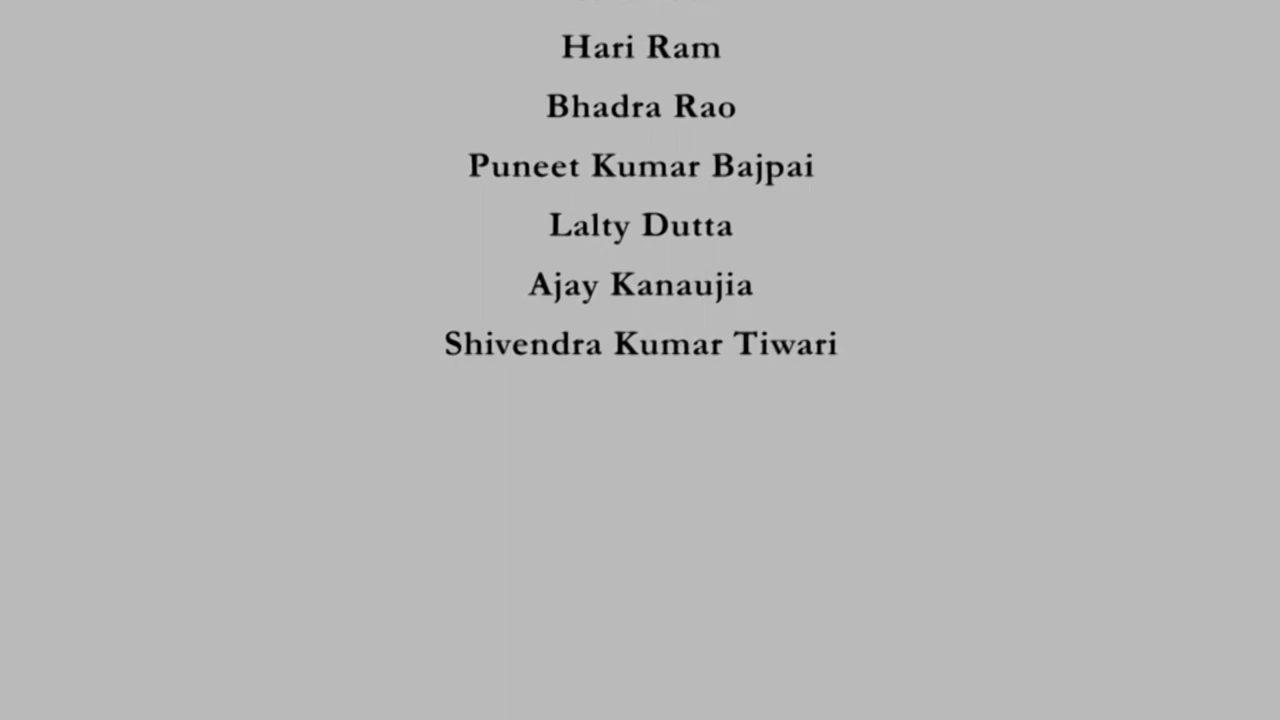 Hari Ram
Bhadra Rao
Puneet Kumar Bajpai
Lalty Dutta
Ajay Kanaujia
Shivendra Kumar Tiwari